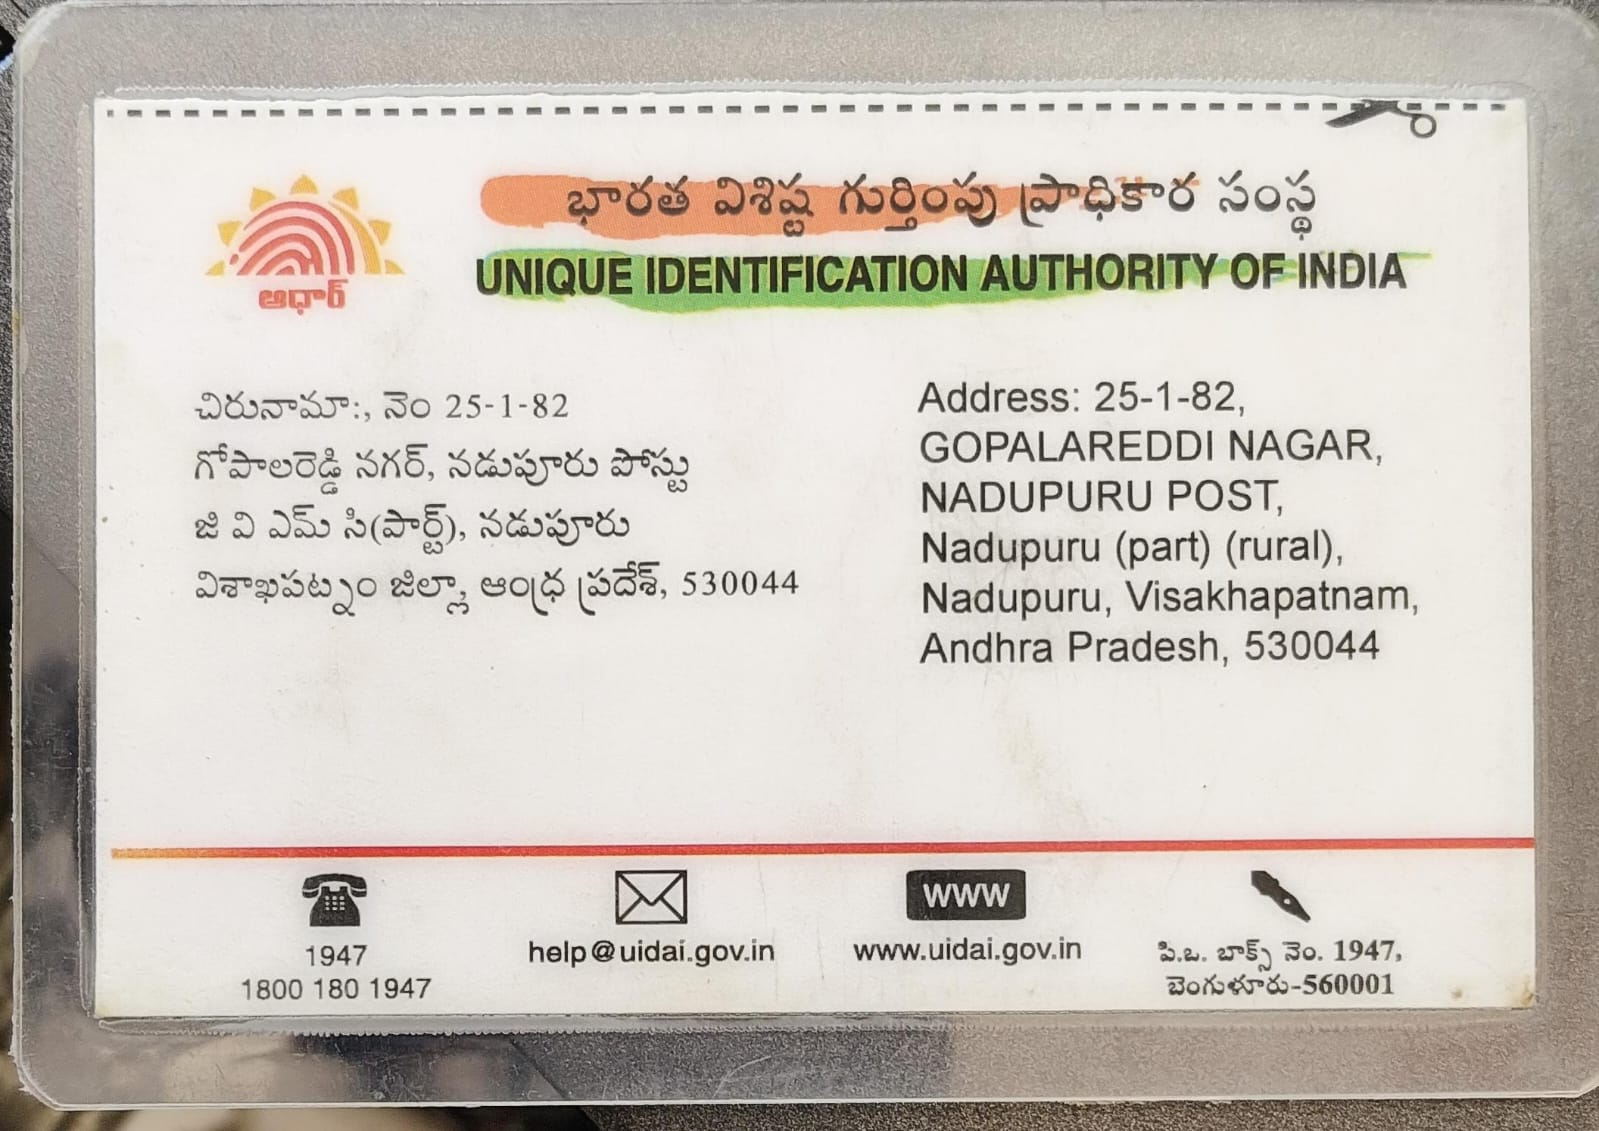 ఆధార్
భారత విశిష్ట గుర్తింపు ప్రాధికార సంస్థ
UNIQUE IDENTIFICATION AUTHORITY OF INDIA
చిరునామా:, నెం 25-1-82
గోపాలరెడ్డి నగర్, నడుపూరు పోస్టు
జి వి ఎమ్ సి(పార్ట్), నడుపూరు
విశాఖపట్నం జిల్లా, ఆంధ్ర ప్రదేశ్, 530044
Address: 25-1-82,
GOPALAREDDI NAGAR,
NADUPURU POST,
Nadupuru (part) (rural),
Nadupuru, Visakhapatnam,
Andhra Pradesh, 530044
1947
1800 180 1947
help@uidai.gov.in
www
www.uidai.gov.in
పి.ఒ. బాక్స్ నెం. 1947,
బెంగుళూరు-560001